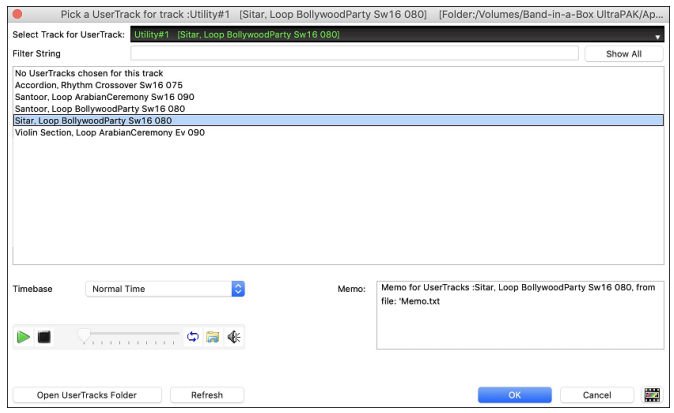 Pick a UserTrack for track :Utility#1 [Sitar, Loop BollywoodParty Sw16 080] [Folder:/Volumes/Band-in-a-Box UltraPAK/Ap...
Select Track for UserTrack: Utility#1 [Sitar, Loop BollywoodParty Sw16 080]
Filter String Show All
No UserTracks chosen for this track
Accordion, Rhythm Crossover Sw16 075
Santoor, Loop ArabianCeremony Sw16 090
Santoor, Loop BollywoodParty Sw16 080
Sitar, Loop BollywoodParty Sw16 080
Violin Section, Loop ArabianCeremony Ev 090
Timebase Normal Time Memo: Memo for UserTracks :Sitar, Loop BollywoodParty Sw16 080, from
file: 'Memo.txt
Open UserTracks Folder Refresh OK Cancel